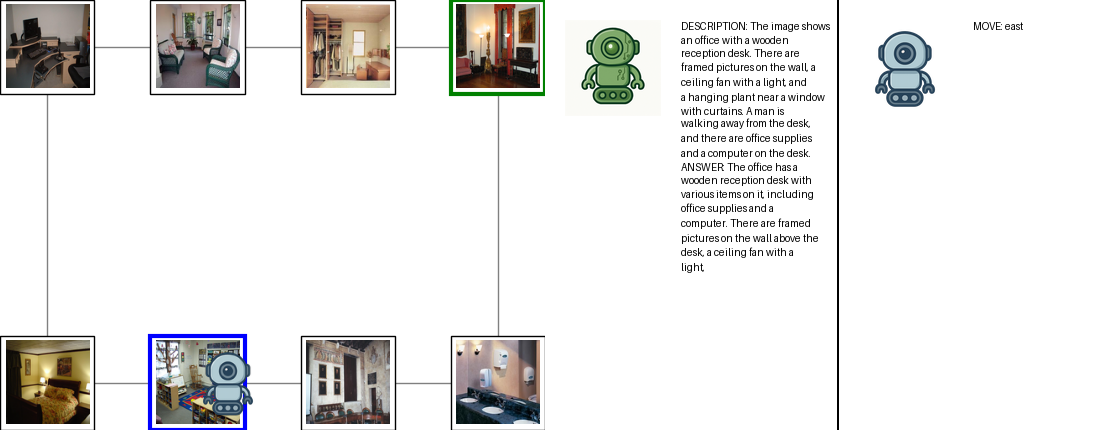 DESCRIPTION: The image shows
an office with a wooden
reception desk. There are
framed pictures on the wall, a
ceiling fan with a light, and
a hanging plant near a window
with curtains. A man is
walking away from the desk,
and there are office supplies
and a computer on the desk.
ANSWER: The office has a
wooden reception desk with
various items on it, including
office supplies and a
computer. There are framed
pictures on the wall above the
desk, a ceiling fan with a
light,
MOVE: east